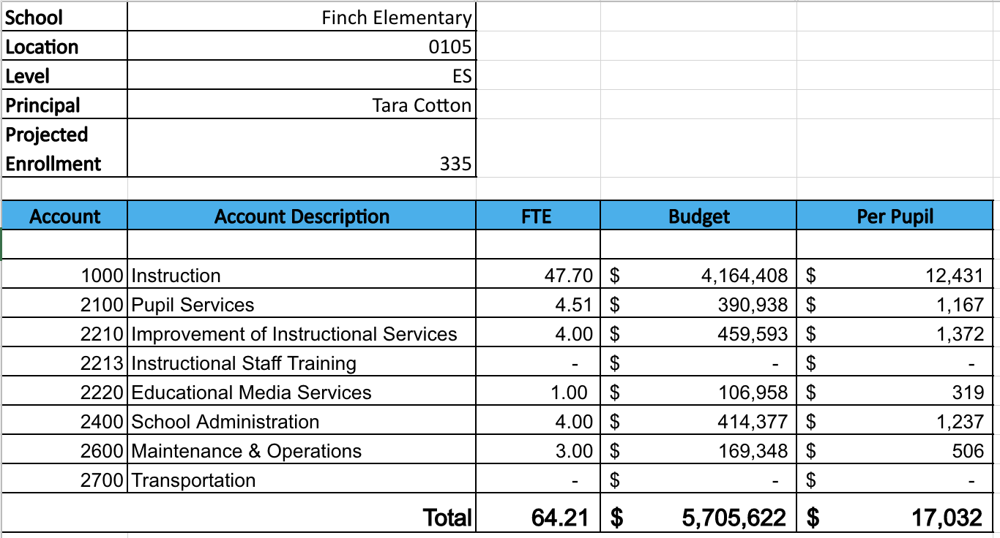 School Finch Elementary
Location 0105
Level ES
Principal Tara Cotton
Projected
Enrollment 335
Account Account Description FTE Budget Per Pupil
1000 Instruction 47.70 $ 4,164,408 $ 12,431
2100 Pupil Services 4.51 $ 390,938 $ 1,167
2210 Improvement of Instructional Services 4.00 $ 459,593 $ 1,372
2213 Instructional Staff Training - $ - $ -
2220 Educational Media Services 1.00 $ 106,958 $ 319
2400 School Administration 4.00 $ 414,377 $ 1,237
2600 Maintenance & Operations 3.00 $ 169,348 $ 506
2700 Transportation - $ - $ -
Total 64.21 $ 5,705,622 $ 17,032